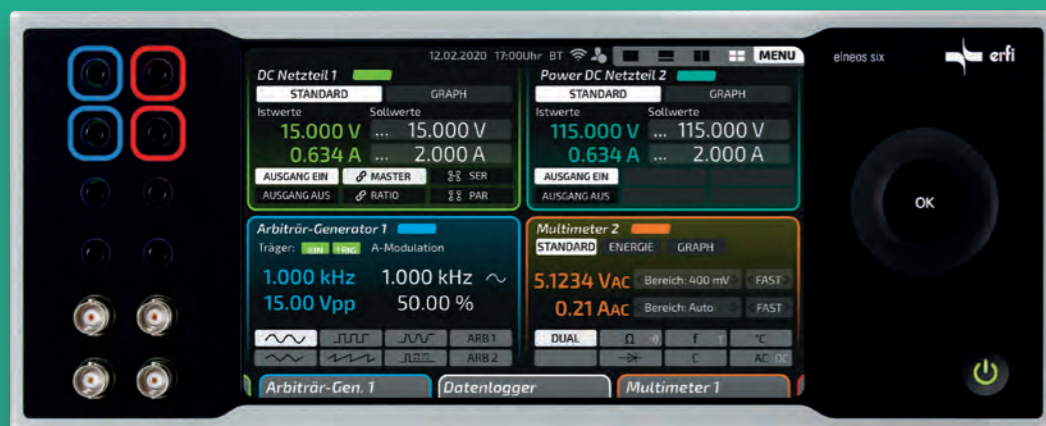 12.02.2020 17:00Uhr BT MENU
elneos six erfi
DC Netzteil 1
STANDARD GRAPH
Istwerte Sollwerte
15.000 V ... 15.000 V
0.634 A ... 2.000 A
AUSGANG EIN MASTER SER
AUSGANG AUS RATIO PAR
Power DC Netzteil 2
STANDARD GRAPH
Istwerte Sollwerte
115.000 V ... 115.000 V
0.634 A ... 2.000 A
AUSGANG EIN
AUSGANG AUS
Arbiträr-Generator 1
Träger: EIN TRIG A-Modulation
1.000 kHz 1.000 kHz
15.00 Vpp 50.00 %
ARB 1
ARB 2
Multimeter 2
STANDARD ENERGIE GRAPH
5.1234 VAC Bereich: 400 mV FAST
0.21 AAC Bereich: Auto FAST
DUAL Ω f T °C
C AC DC
Arbiträr-Gen. 1 Datenlogger Multimeter 1
OK